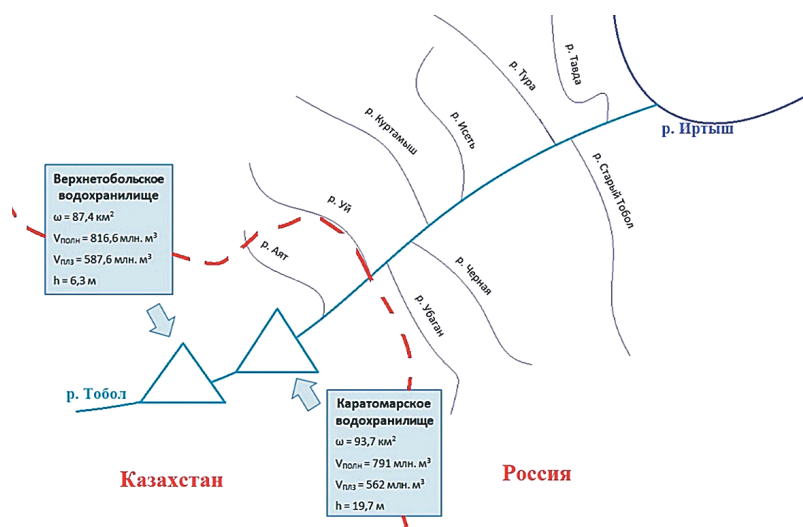 р. Тавда
р. Тура
р. Исеть
р. Иртыш
р. Куртамыш
р. Старый Тобол
Верхнетобольское
водохранилище
ω = 87,4 км²
Vполн = 816,6 млн. м³
Vплз = 587,6 млн. м³
h = 6,3 м
р. Уй
р. Аят
р. Черная
р. Убаган
р. Тобол
Каратомарское
водохранилище
ω = 93,7 км²
Vполн = 791 млн. м³
Vплз = 562 млн. м³
h = 19,7 м
Казахстан
Россия